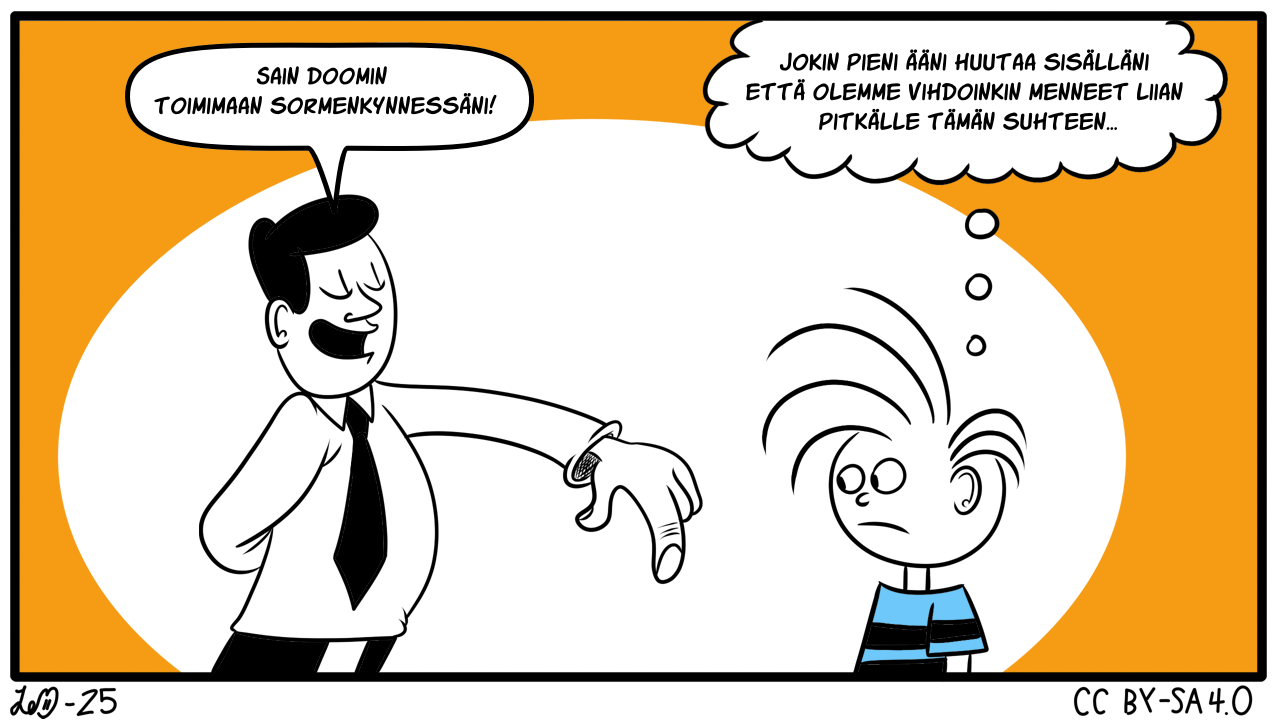 SAIN DOOMIN
TOIMIMAAN SORMENKYNNESSÄNI!
JOKIN PIENI ÄÄNI HUUTAA SISÄLLÄNI
ETTÄ OLEMME VIHDOINKIN MENNEET LIIAN
PITKÄLLE TÄMÄN SUHTEEN...
-25
CC BY-SA 4.0